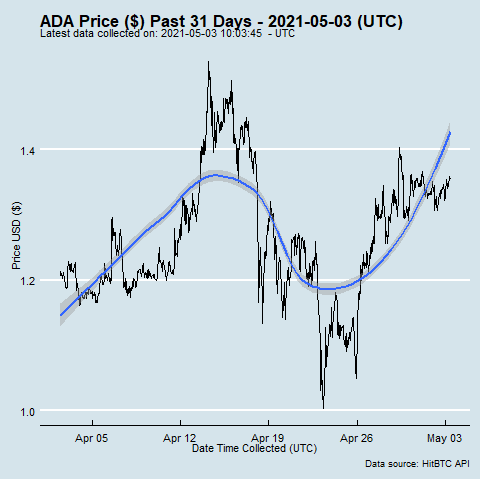 ADA Price ($) Past 31 Days - 2021-05-03 (UTC)
Latest data collected on: 2021-05-03 10:03:45 - UTC
1.4
1.2
1.0
Price USD ($)
Apr 05
Apr 12
Apr 19
Apr 26
May 03
Date Time Collected (UTC)
Data source: HitBTC API